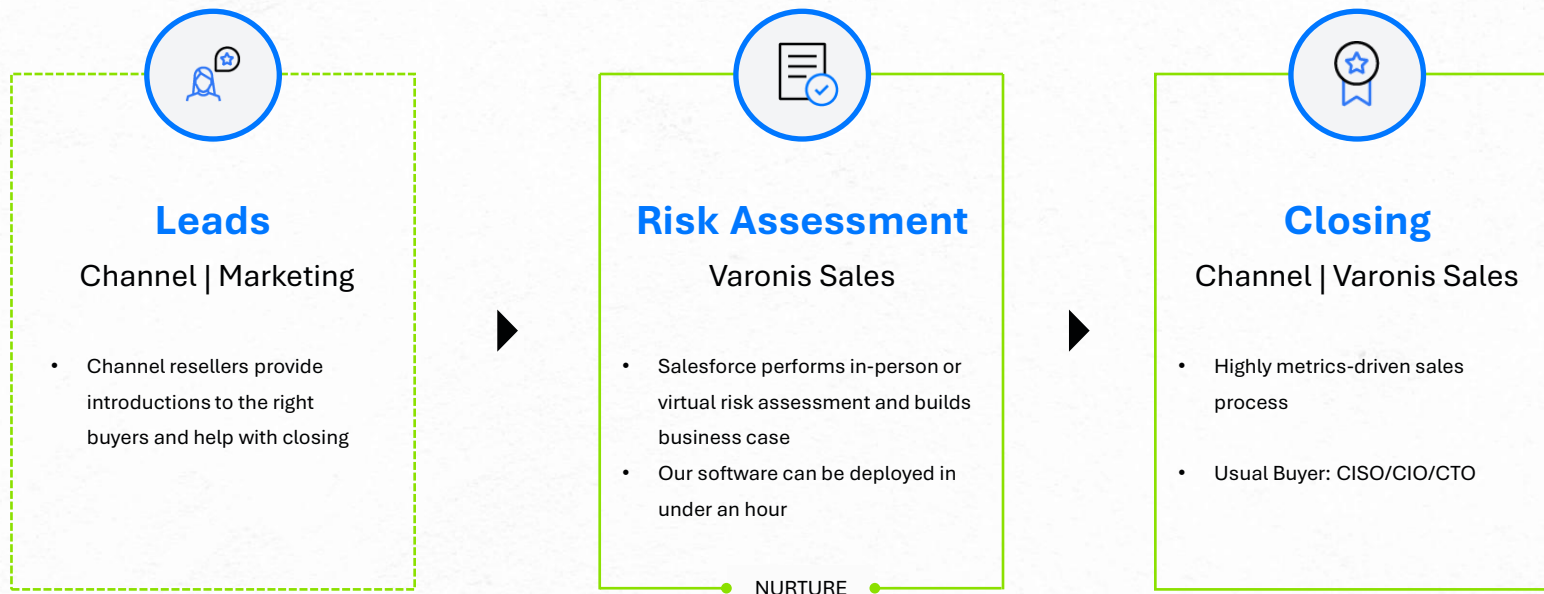 Leads
Channel | Marketing
• Channel resellers provide
introductions to the right
buyers and help with closing
Risk Assessment
Varonis Sales
• Salesforce performs in-person or
virtual risk assessment and builds
business case
• Our software can be deployed in
under an hour
NURTURE
Closing
Channel | Varonis Sales
• Highly metrics-driven sales
process
• Usual Buyer: CISO/CIO/CTO